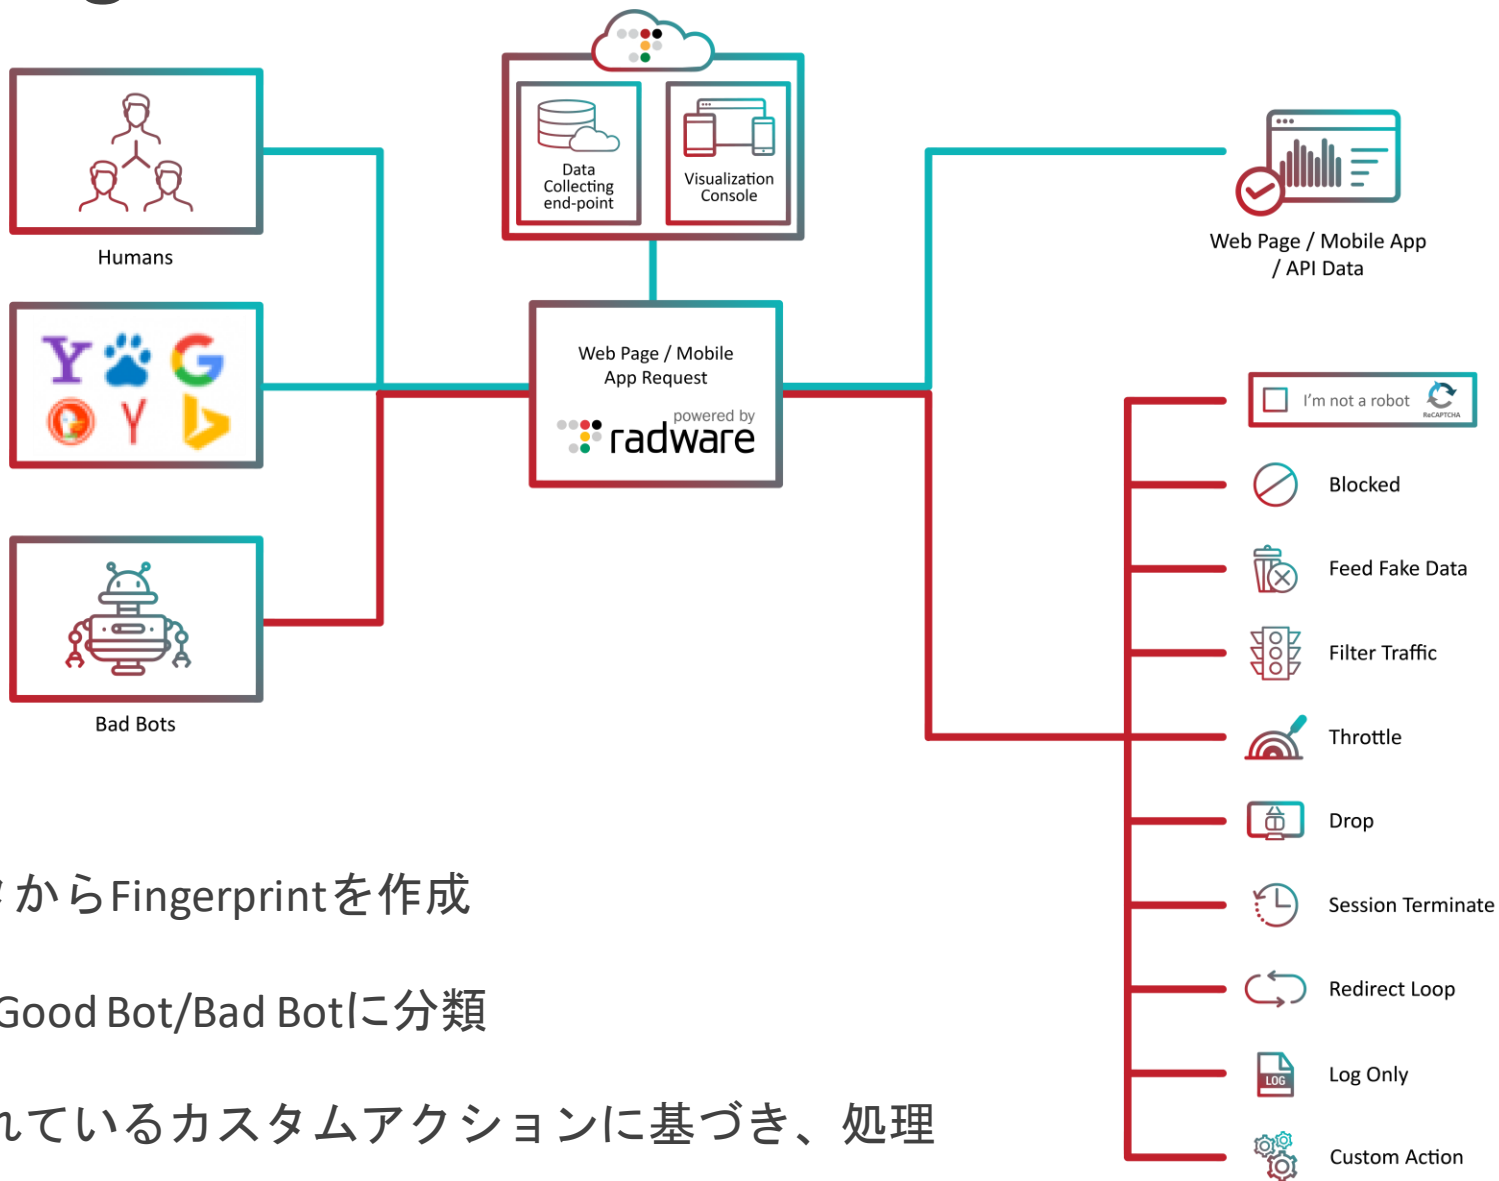 Data
Collecting
end-point
Visualization
Console
Humans
Web Page / Mobile App
/ API Data
Web Page / Mobile
App Request
powered by
radware
I'm not a robot
ReCAPTCHA
Blocked
Feed Fake Data
Filter Traffic
Bad Bots
Throttle
Drop
からFingerprintを作成
Session Terminate
Good Bot/Bad Botに分類
Redirect Loop
LOG
Log Only
れているカスタムアクションに基づき、処理
Custom Action